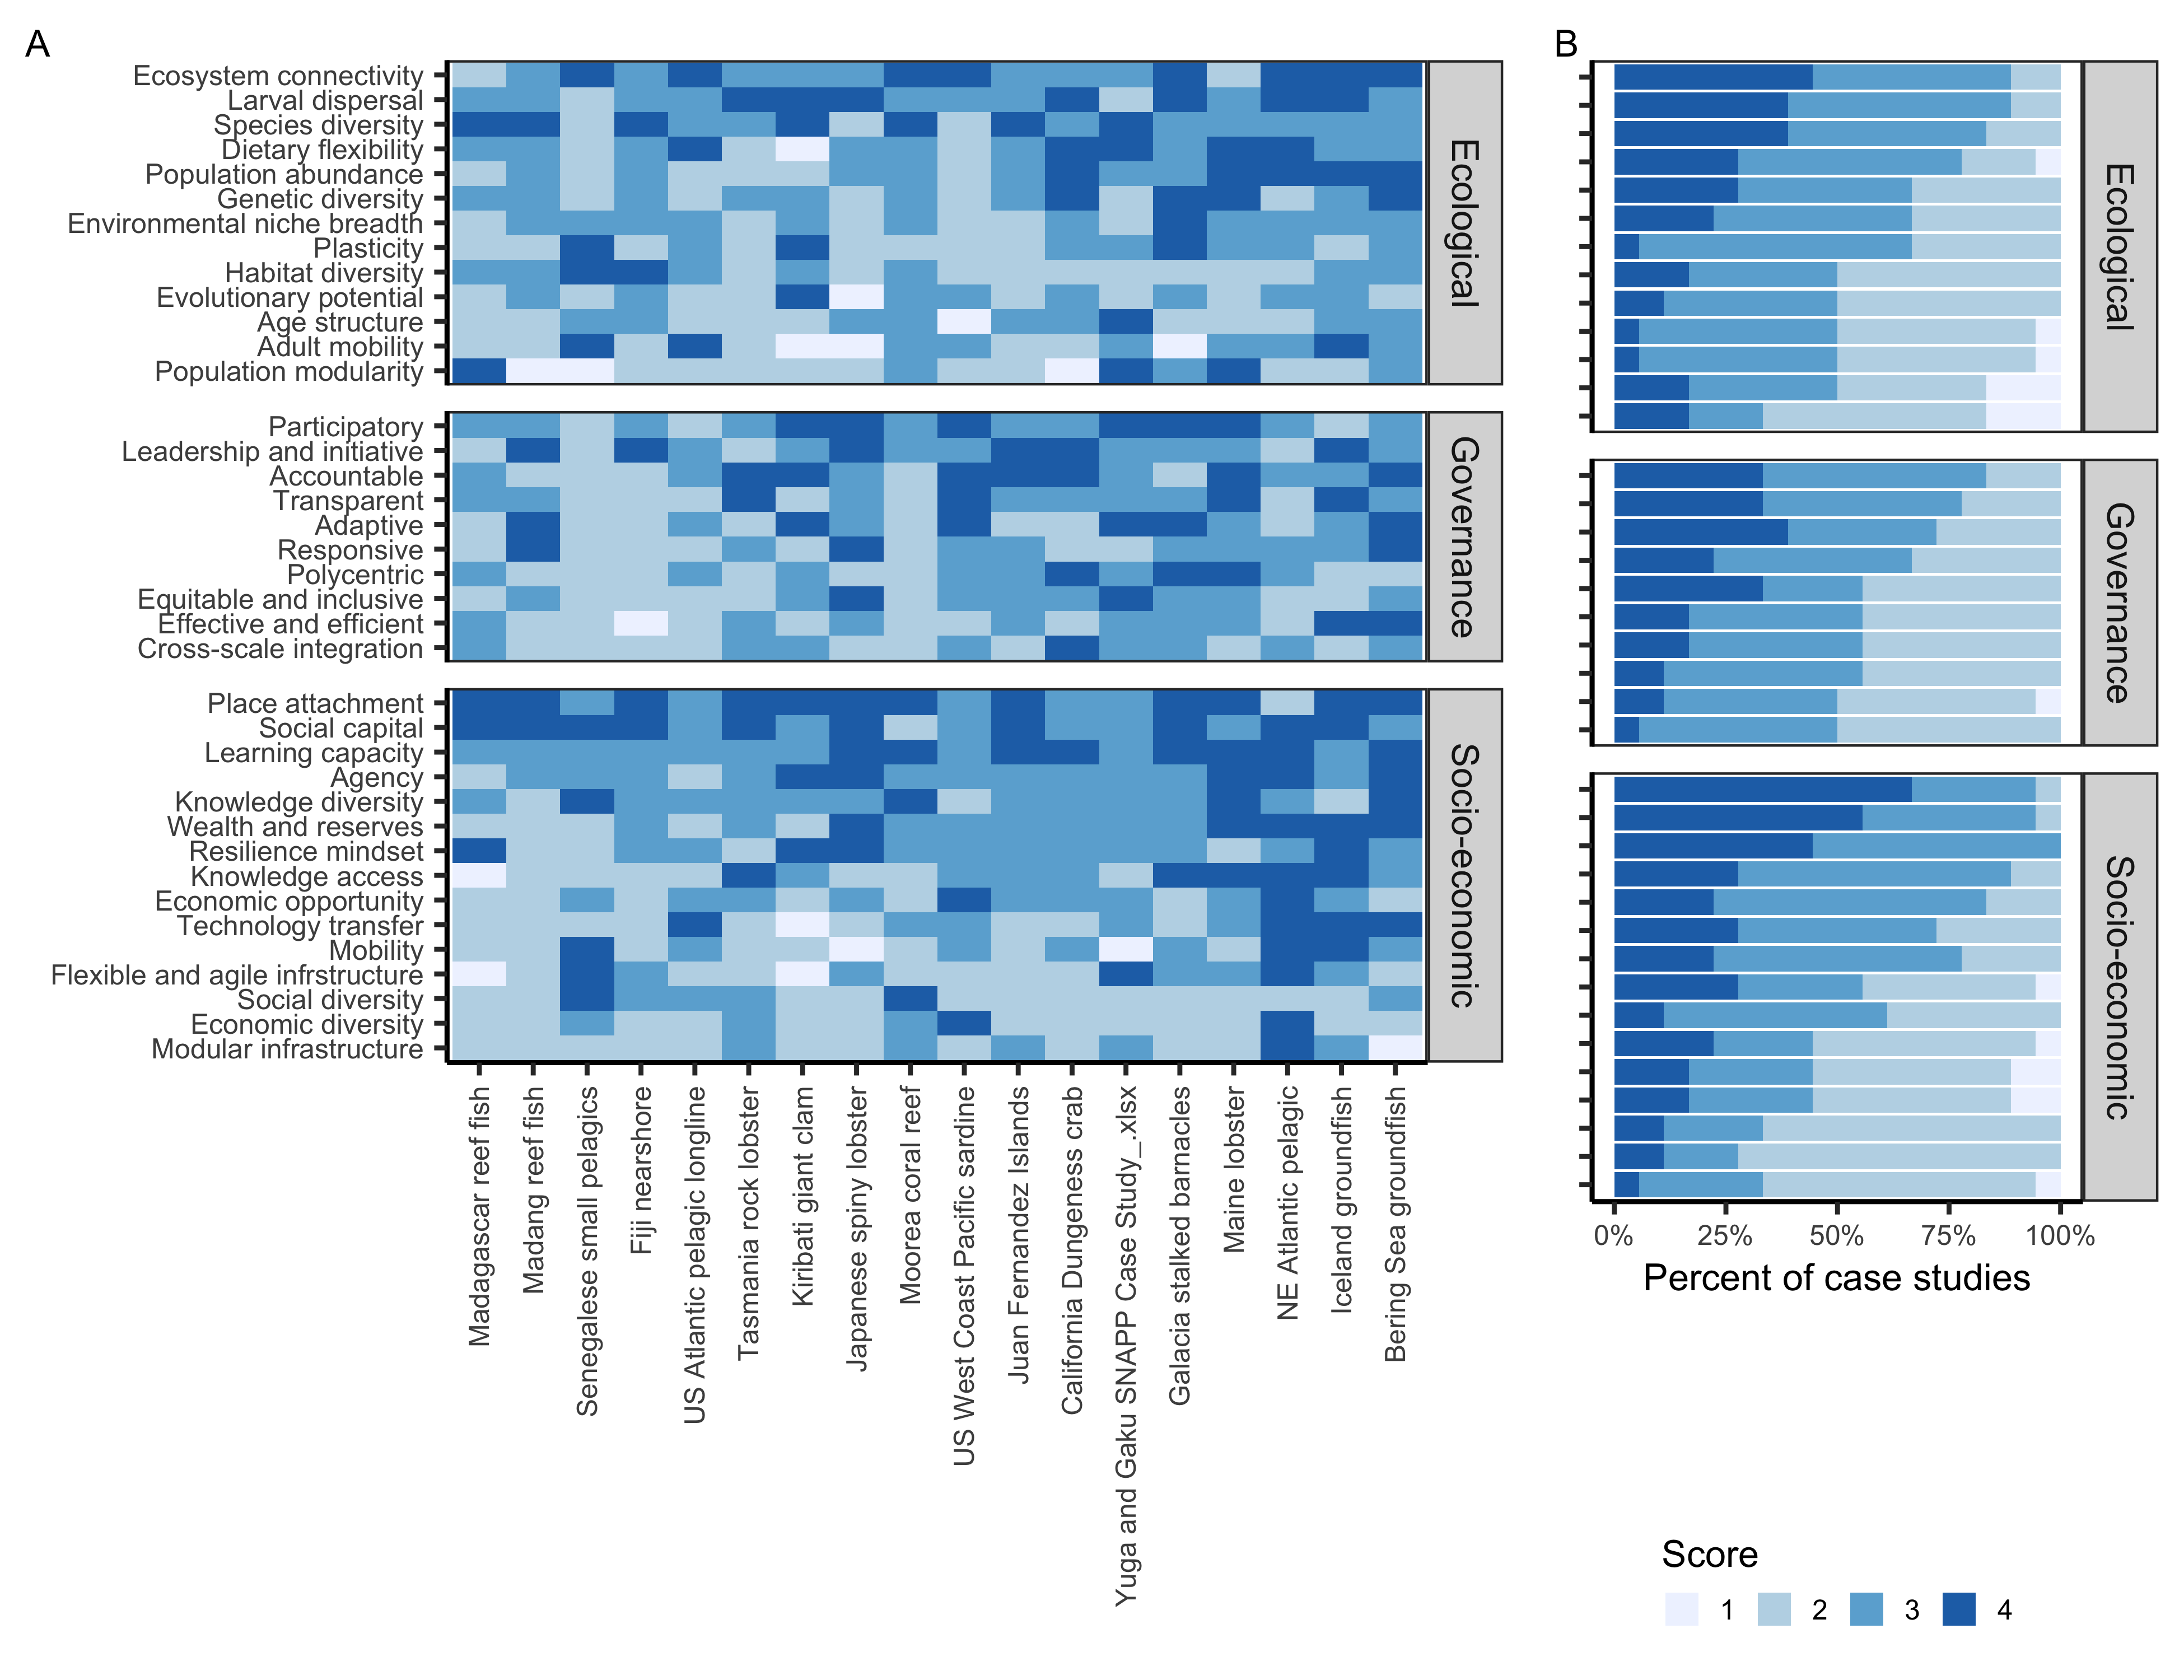 A
B
Ecosystem connectivity
Larval dispersal
Species diversity
Dietary flexibility
Population abundance
Genetic diversity
Environmental niche breadth
Plasticity
Habitat diversity
Evolutionary potential
Age structure
Adult mobility
Population modularity
Ecological
Ecological
Participatory
Leadership and initiative
Accountable
Transparent
Adaptive
Responsive
Polycentric
Equitable and inclusive
Effective and efficient
Cross-scale integration
Governance
Governance
Place attachment
Social capital
Learning capacity
Agency
Knowledge diversity
Wealth and reserves
Resilience mindset
Knowledge access
Economic opportunity
Technology transfer
Mobility
Flexible and agile infrstructure
Social diversity
Economic diversity
Modular infrastructure
Socio-economic
Socio-economic
Madagascar reef fish
Madang reef fish
Senegalese small pelagics
Fiji nearshore
US Atlantic pelagic longline
Tasmania rock lobster
Kiribati giant clam
Japanese spiny lobster
Moorea coral reef
US West Coast Pacific sardine
Juan Fernandez Islands
California Dungeness crab
Yuga and Gaku SNAPP Case Study_.xlsx
Galacia stalked barnacles
Maine lobster
NE Atlantic pelagic
Iceland groundfish
Bering Sea groundfish
0% 25% 50% 75% 100%
Percent of case studies
Score
1 2 3 4